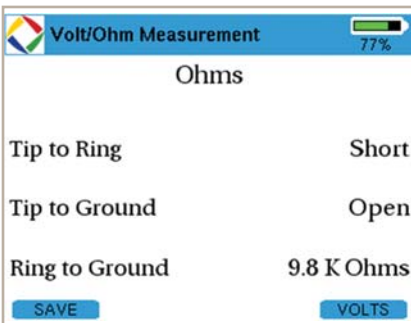 Volt/Ohm Measurement 77%
Ohms
Tip to Ring Short
Tip to Ground Open
Ring to Ground 9.8 K Ohms
SAVE VOLTS